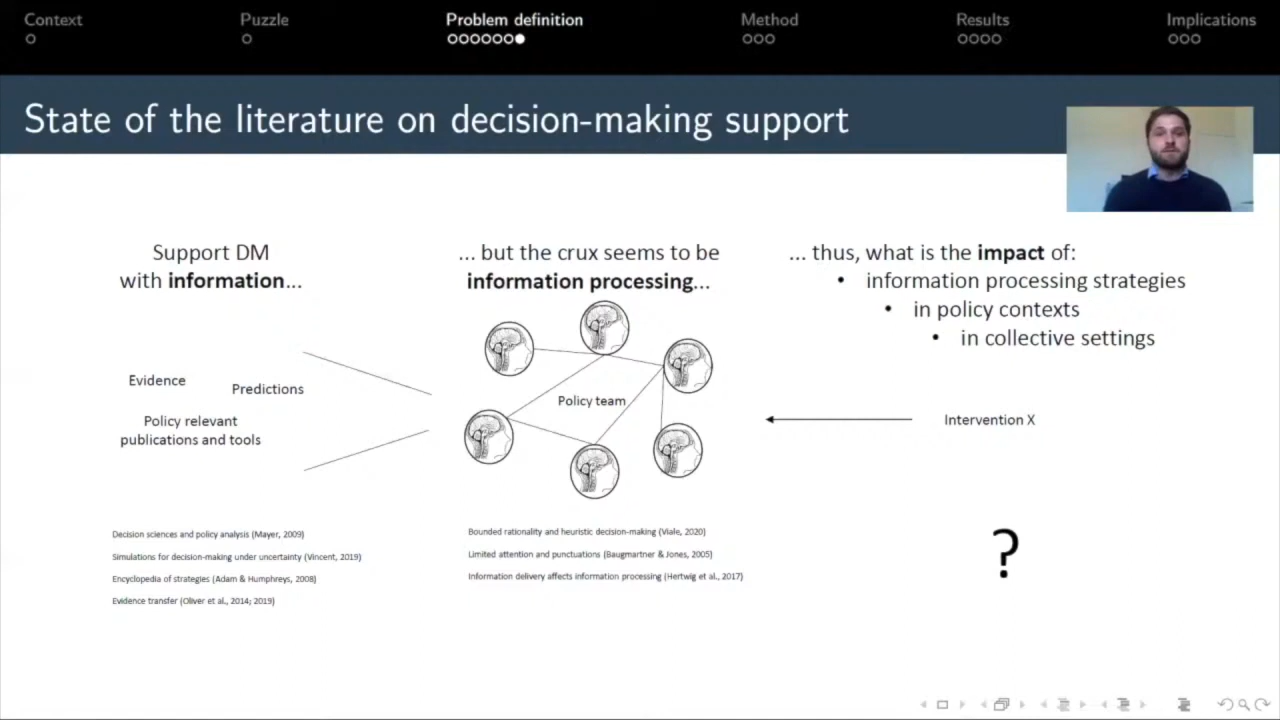 Context
Puzzle
Problem definition
Method
Results
Implications
State of the literature on decision-making support
Support DM
with information...
... but the crux seems to be
information processing...
... thus, what is the impact of:
• information processing strategies
• in policy contexts
• in collective settings
Evidence
Predictions
Policy relevant
publications and tools
Policy team
Intervention X
Decision sciences and policy analysis (Mayer, 2009)
Simulations for decision-making under uncertainty (Vincent, 2019)
Encyclopedia of strategies (Adam & Humphreys, 2008)
Evidence transfer (Oliver et al., 2014; 2019)
Bounded rationality and heuristic decision-making (Viale, 2020)
Limited attention and punctuations (Baugmartner & Jones, 2005)
Information delivery affects information processing (Hertwig et al., 2017)
?